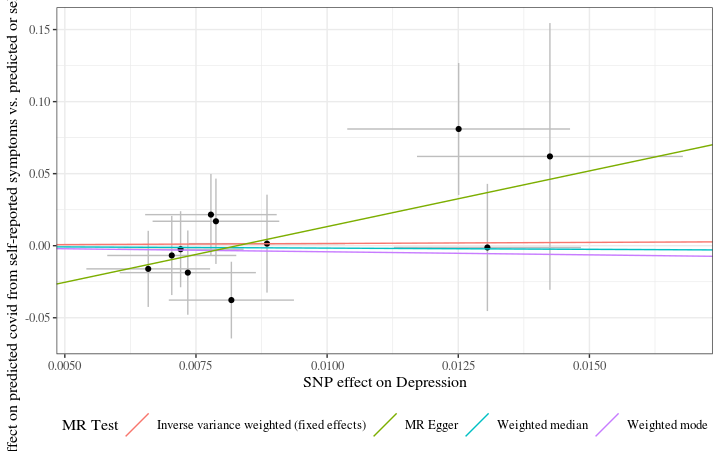 effect on predicted covid from self-reported symptoms vs. predicted or se
0.15
0.10
0.05
0.00
-0.05
0.0050
0.0075
0.0100
0.0125
0.0150
SNP effect on Depression
MR Test
Inverse variance weighted (fixed effects)
MR Egger
Weighted median
Weighted mode